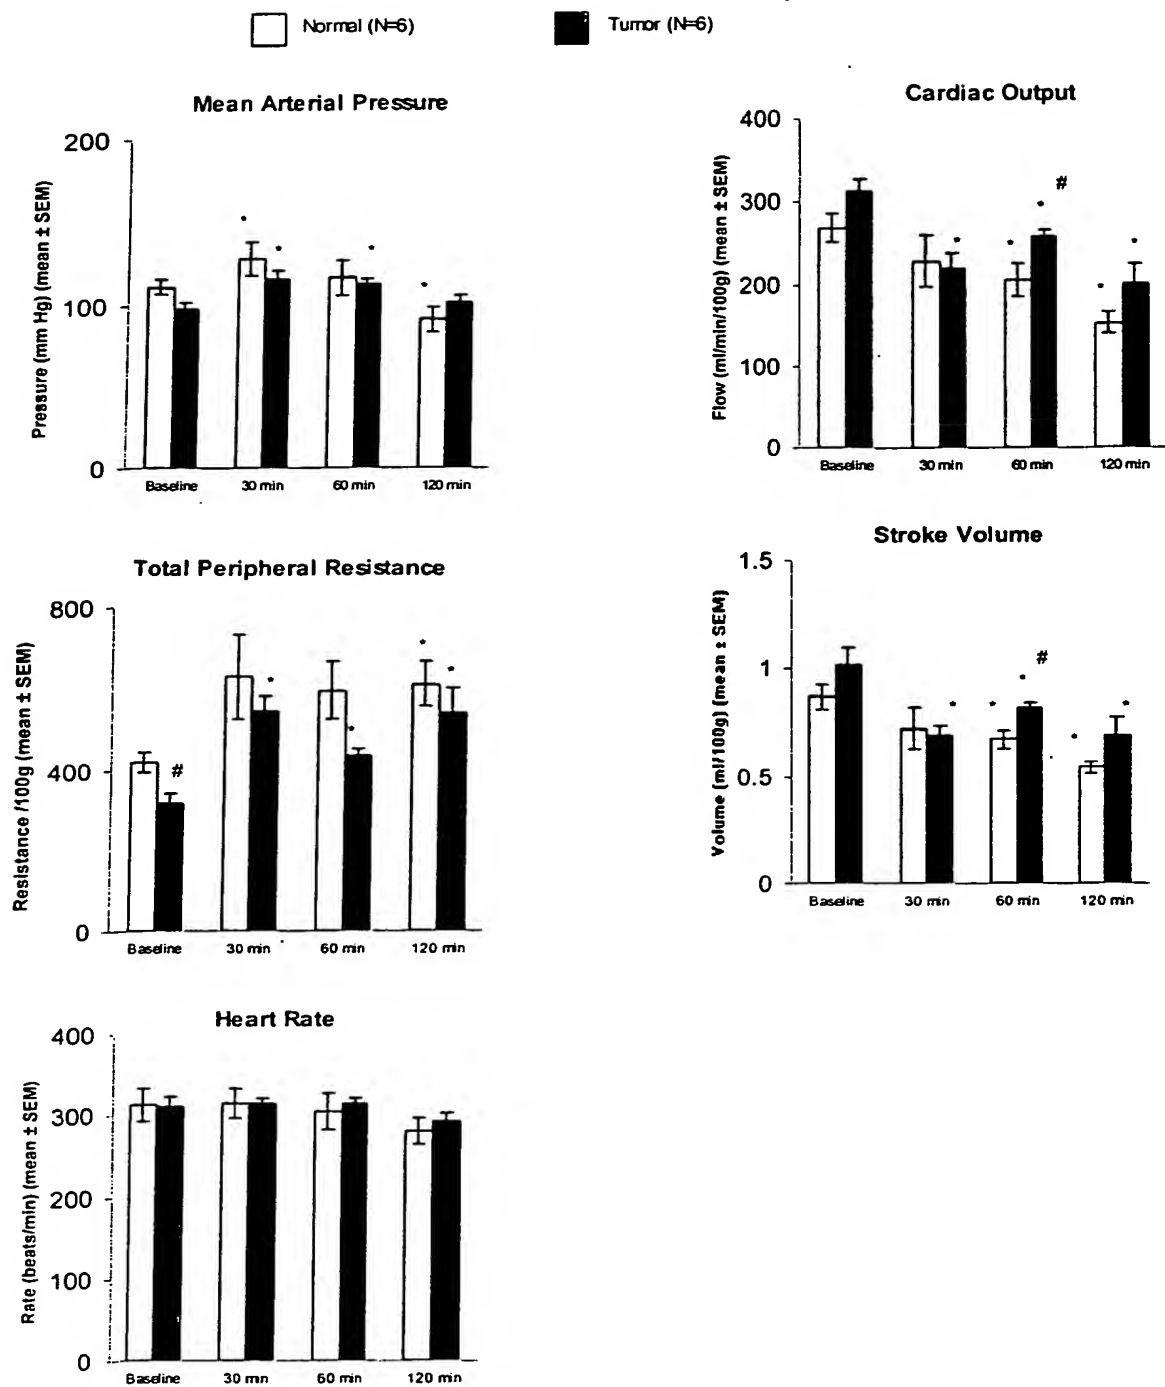 Normal (N=6)
Tumor (N=6)
Mean Arterial Pressure
Pressure (mm Hg) (mean ± SEM)
200
100
0
* * * *
Baseline 30 min 60 min 120 min
Cardiac Output
Flow (ml/min/100g) (mean ± SEM)
400
300
200
100
0
* * * # * *
Baseline 30 min 60 min 120 min
Total Peripheral Resistance
Resistance /100g (mean ± SEM)
800
400
0
# * * * *
Baseline 30 min 60 min 120 min
Stroke Volume
Volume (ml/100g) (mean ± SEM)
1.5
1
0.5
0
* * * # * *
Baseline 30 min 60 min 120 min
Heart Rate
Rate (beats/min) (mean ± SEM)
400
300
200
100
0
Baseline 30 min 60 min 120 min